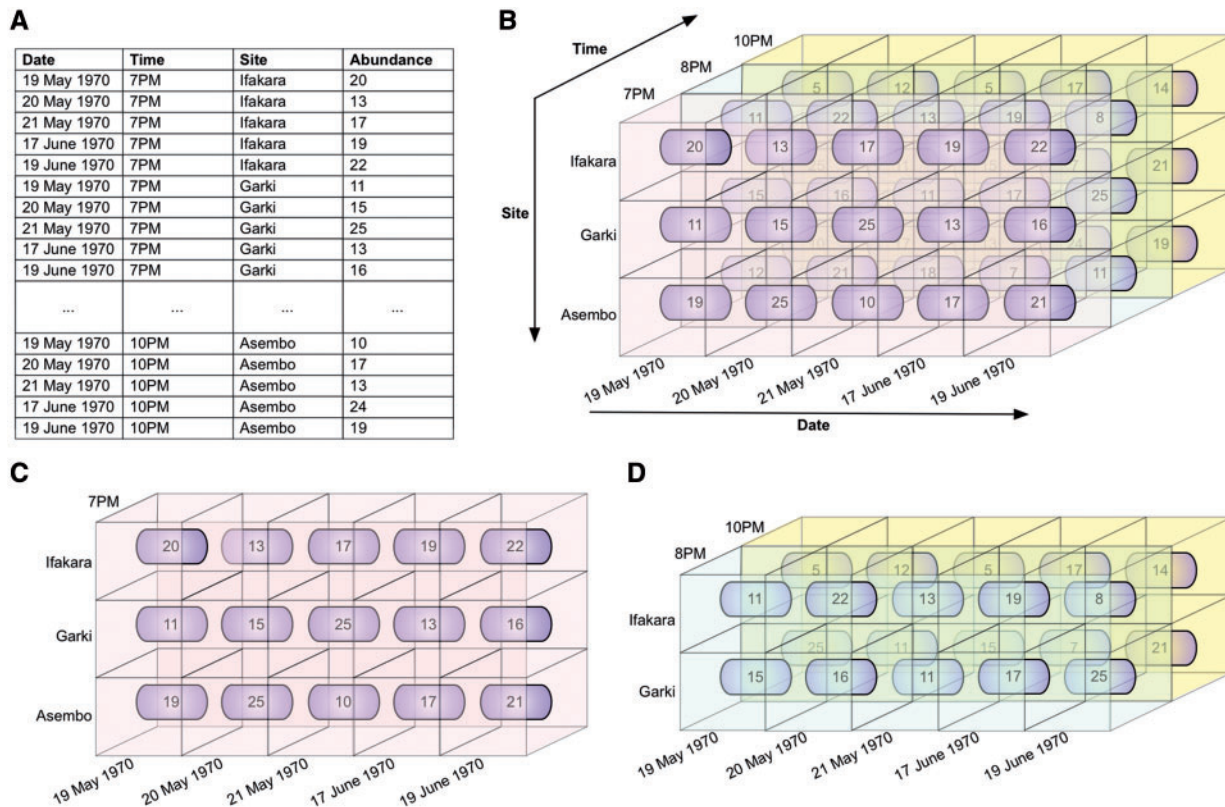 A
Date Time Site Abundance
19 May 1970 7PM Ifakara 20
20 May 1970 7PM Ifakara 13
21 May 1970 7PM Ifakara 17
17 June 1970 7PM Ifakara 19
19 June 1970 7PM Ifakara 22
19 May 1970 7PM Garki 11
20 May 1970 7PM Garki 15
21 May 1970 7PM Garki 25
17 June 1970 7PM Garki 13
19 June 1970 7PM Garki 16
... ... ... ...
19 May 1970 10PM Asembo 10
20 May 1970 10PM Asembo 17
21 May 1970 10PM Asembo 13
17 June 1970 10PM Asembo 24
19 June 1970 10PM Asembo 19
B
Time
Site
Date
10PM
8PM
7PM
5 12 5 17 14
11 22 13 19 8
Ifakara 20 13 17 19 22
21
15 16 11 17 25
Garki 11 15 25 13 16
19
12 21 18 7 11
Asembo 19 25 10 17 21
19 May 1970 20 May 1970 21 May 1970 17 June 1970 19 June 1970
C
7PM
Ifakara 20 13 17 19 22
Garki 11 15 25 13 16
Asembo 19 25 10 17 21
19 May 1970 20 May 1970 21 May 1970 17 June 1970 19 June 1970
D
10PM
8PM
5 12 5 17 14
Ifakara 11 22 13 19 8
25 11 15 7 21
Garki 15 16 11 17 25
19 May 1970 20 May 1970 21 May 1970 17 June 1970 19 June 1970